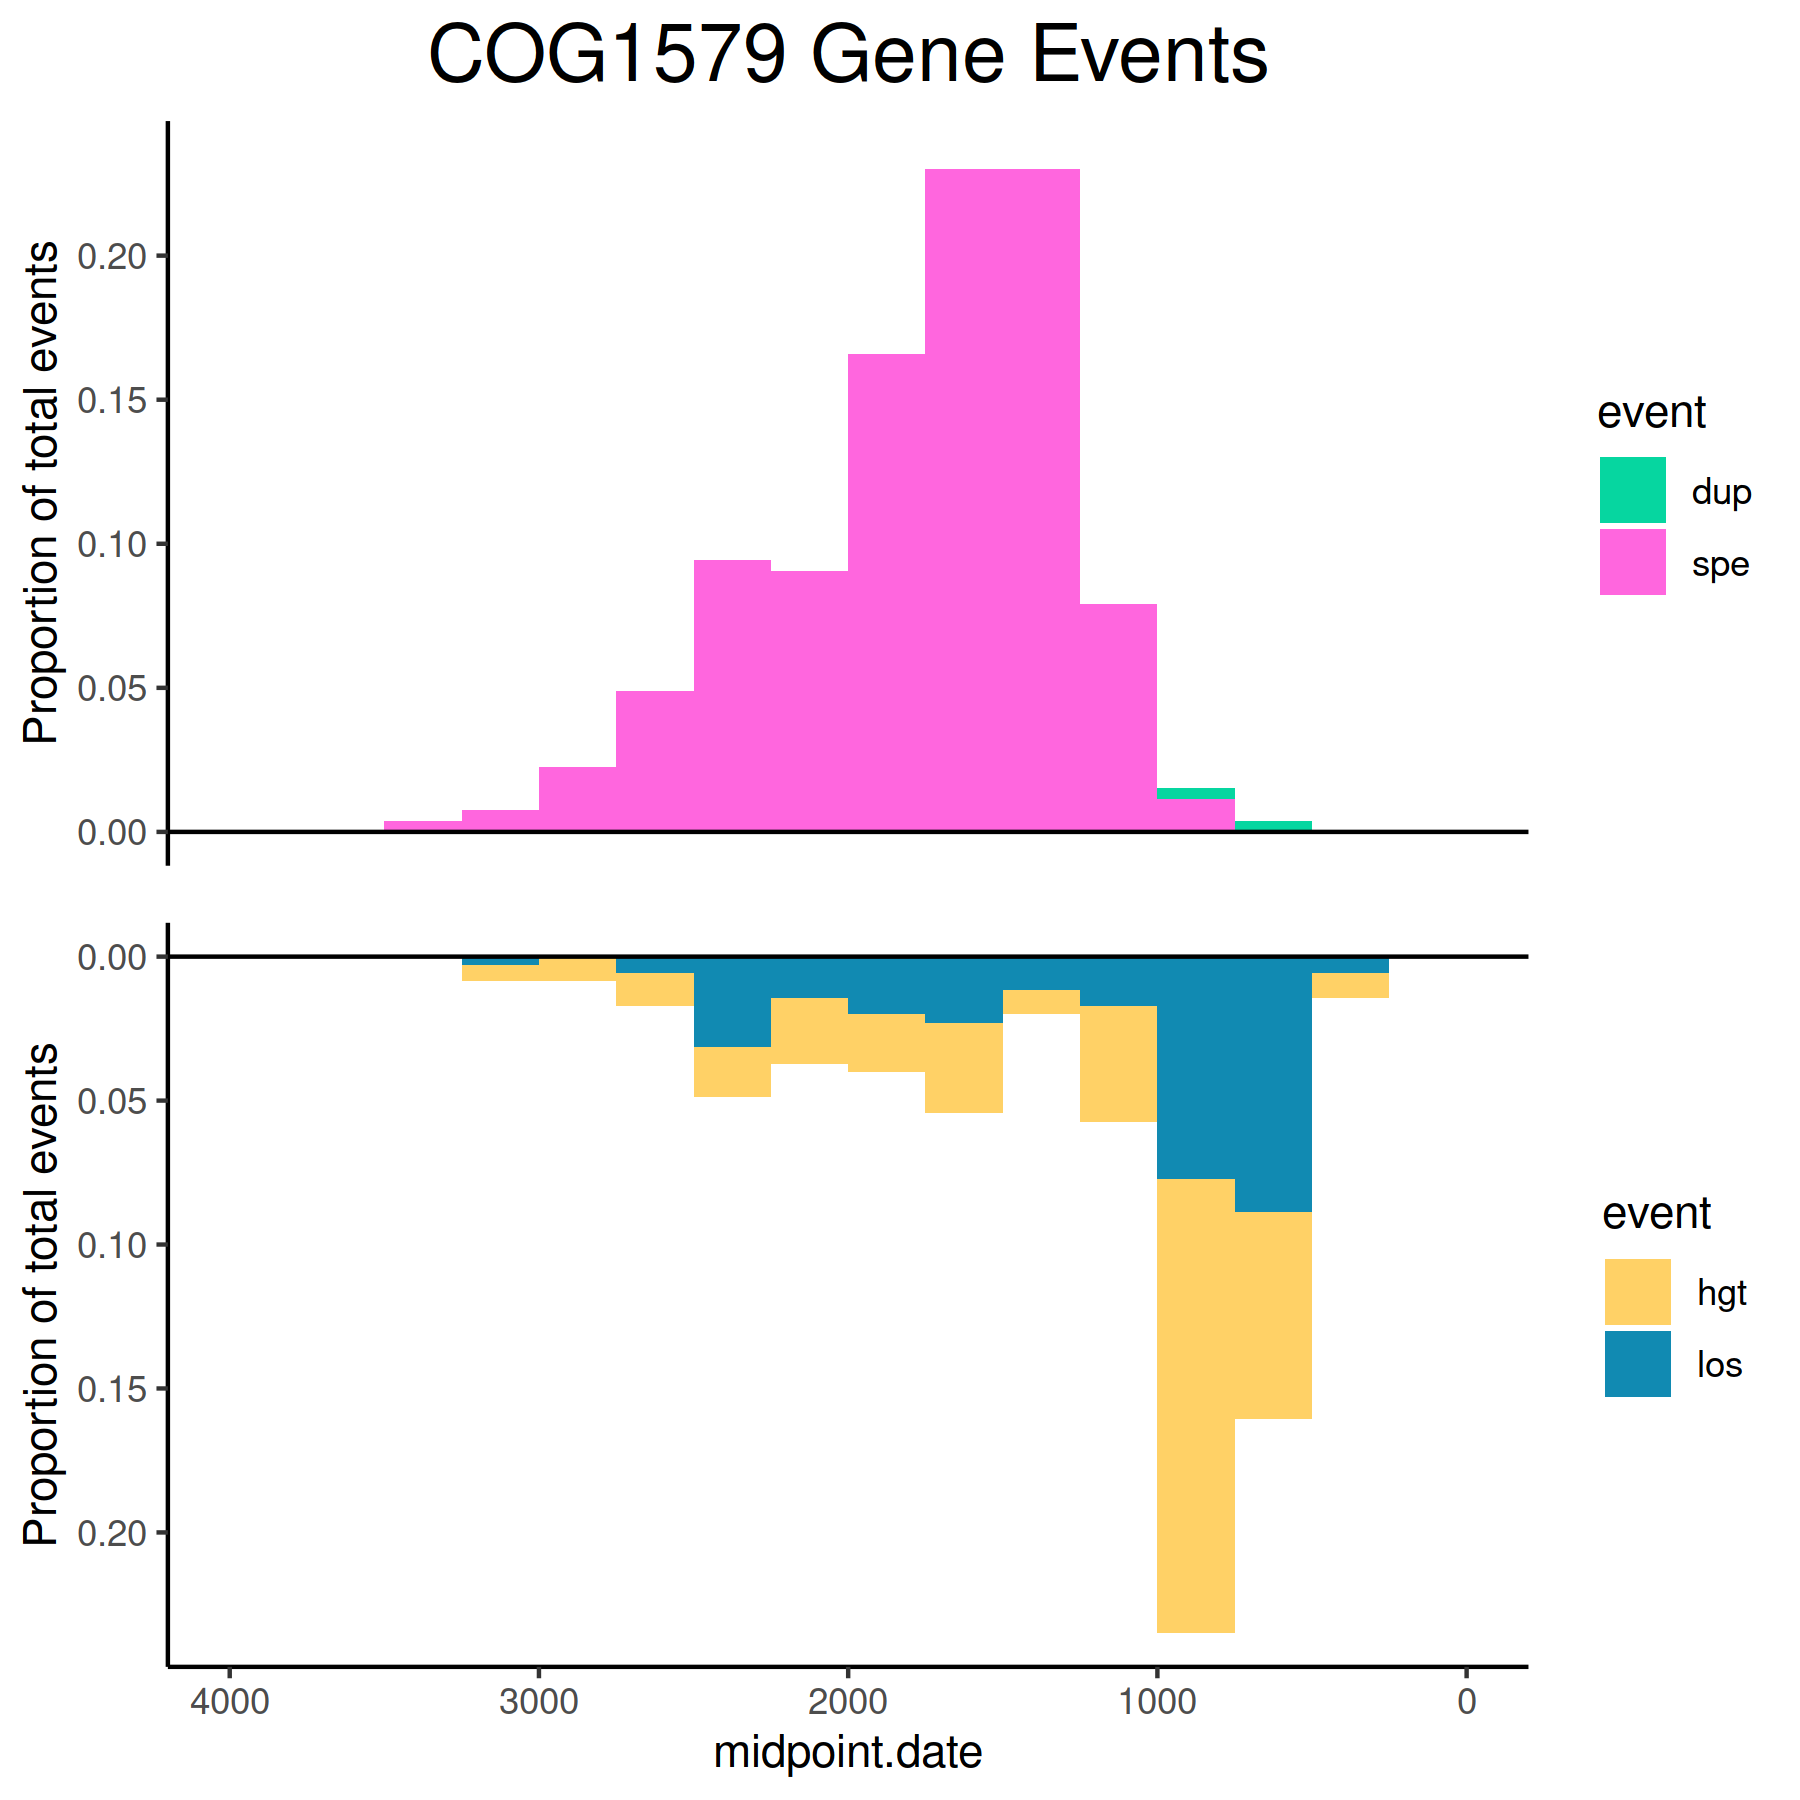 COG1579 Gene Events
Proportion of total events
0.20
0.15
0.10
0.05
0.00
event
dup
spe
Proportion of total events
0.00
0.05
0.10
0.15
0.20
event
hgt
los
4000 3000 2000 1000 0
midpoint.date